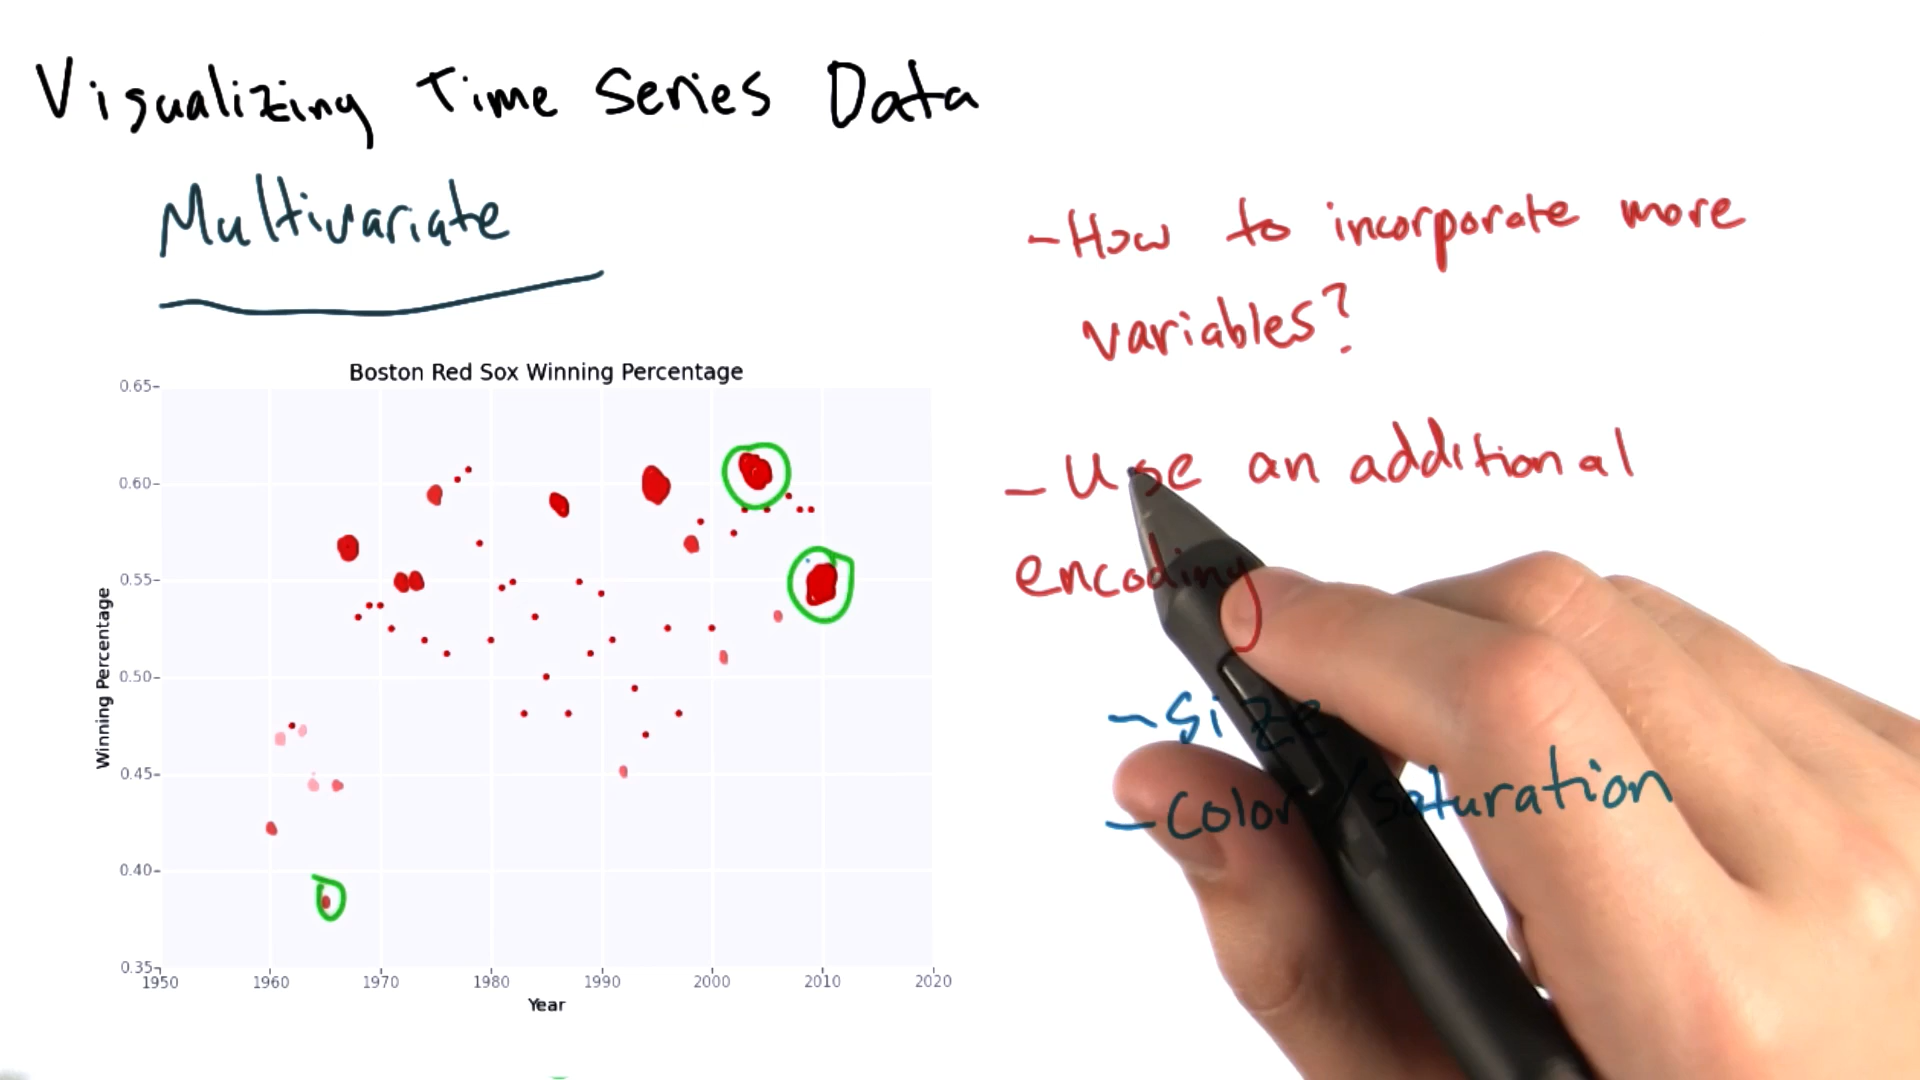 Visualizing Time Series Data
Multivariate
-How to incorporate more
variables?
-Use an additional
encoding
-size
-color/saturation
Boston Red Sox Winning Percentage
0.65
0.60
0.55
0.50
0.45
0.40
0.35
Winning Percentage
1950 1960 1970 1980 1990 2000 2010 2020
Year